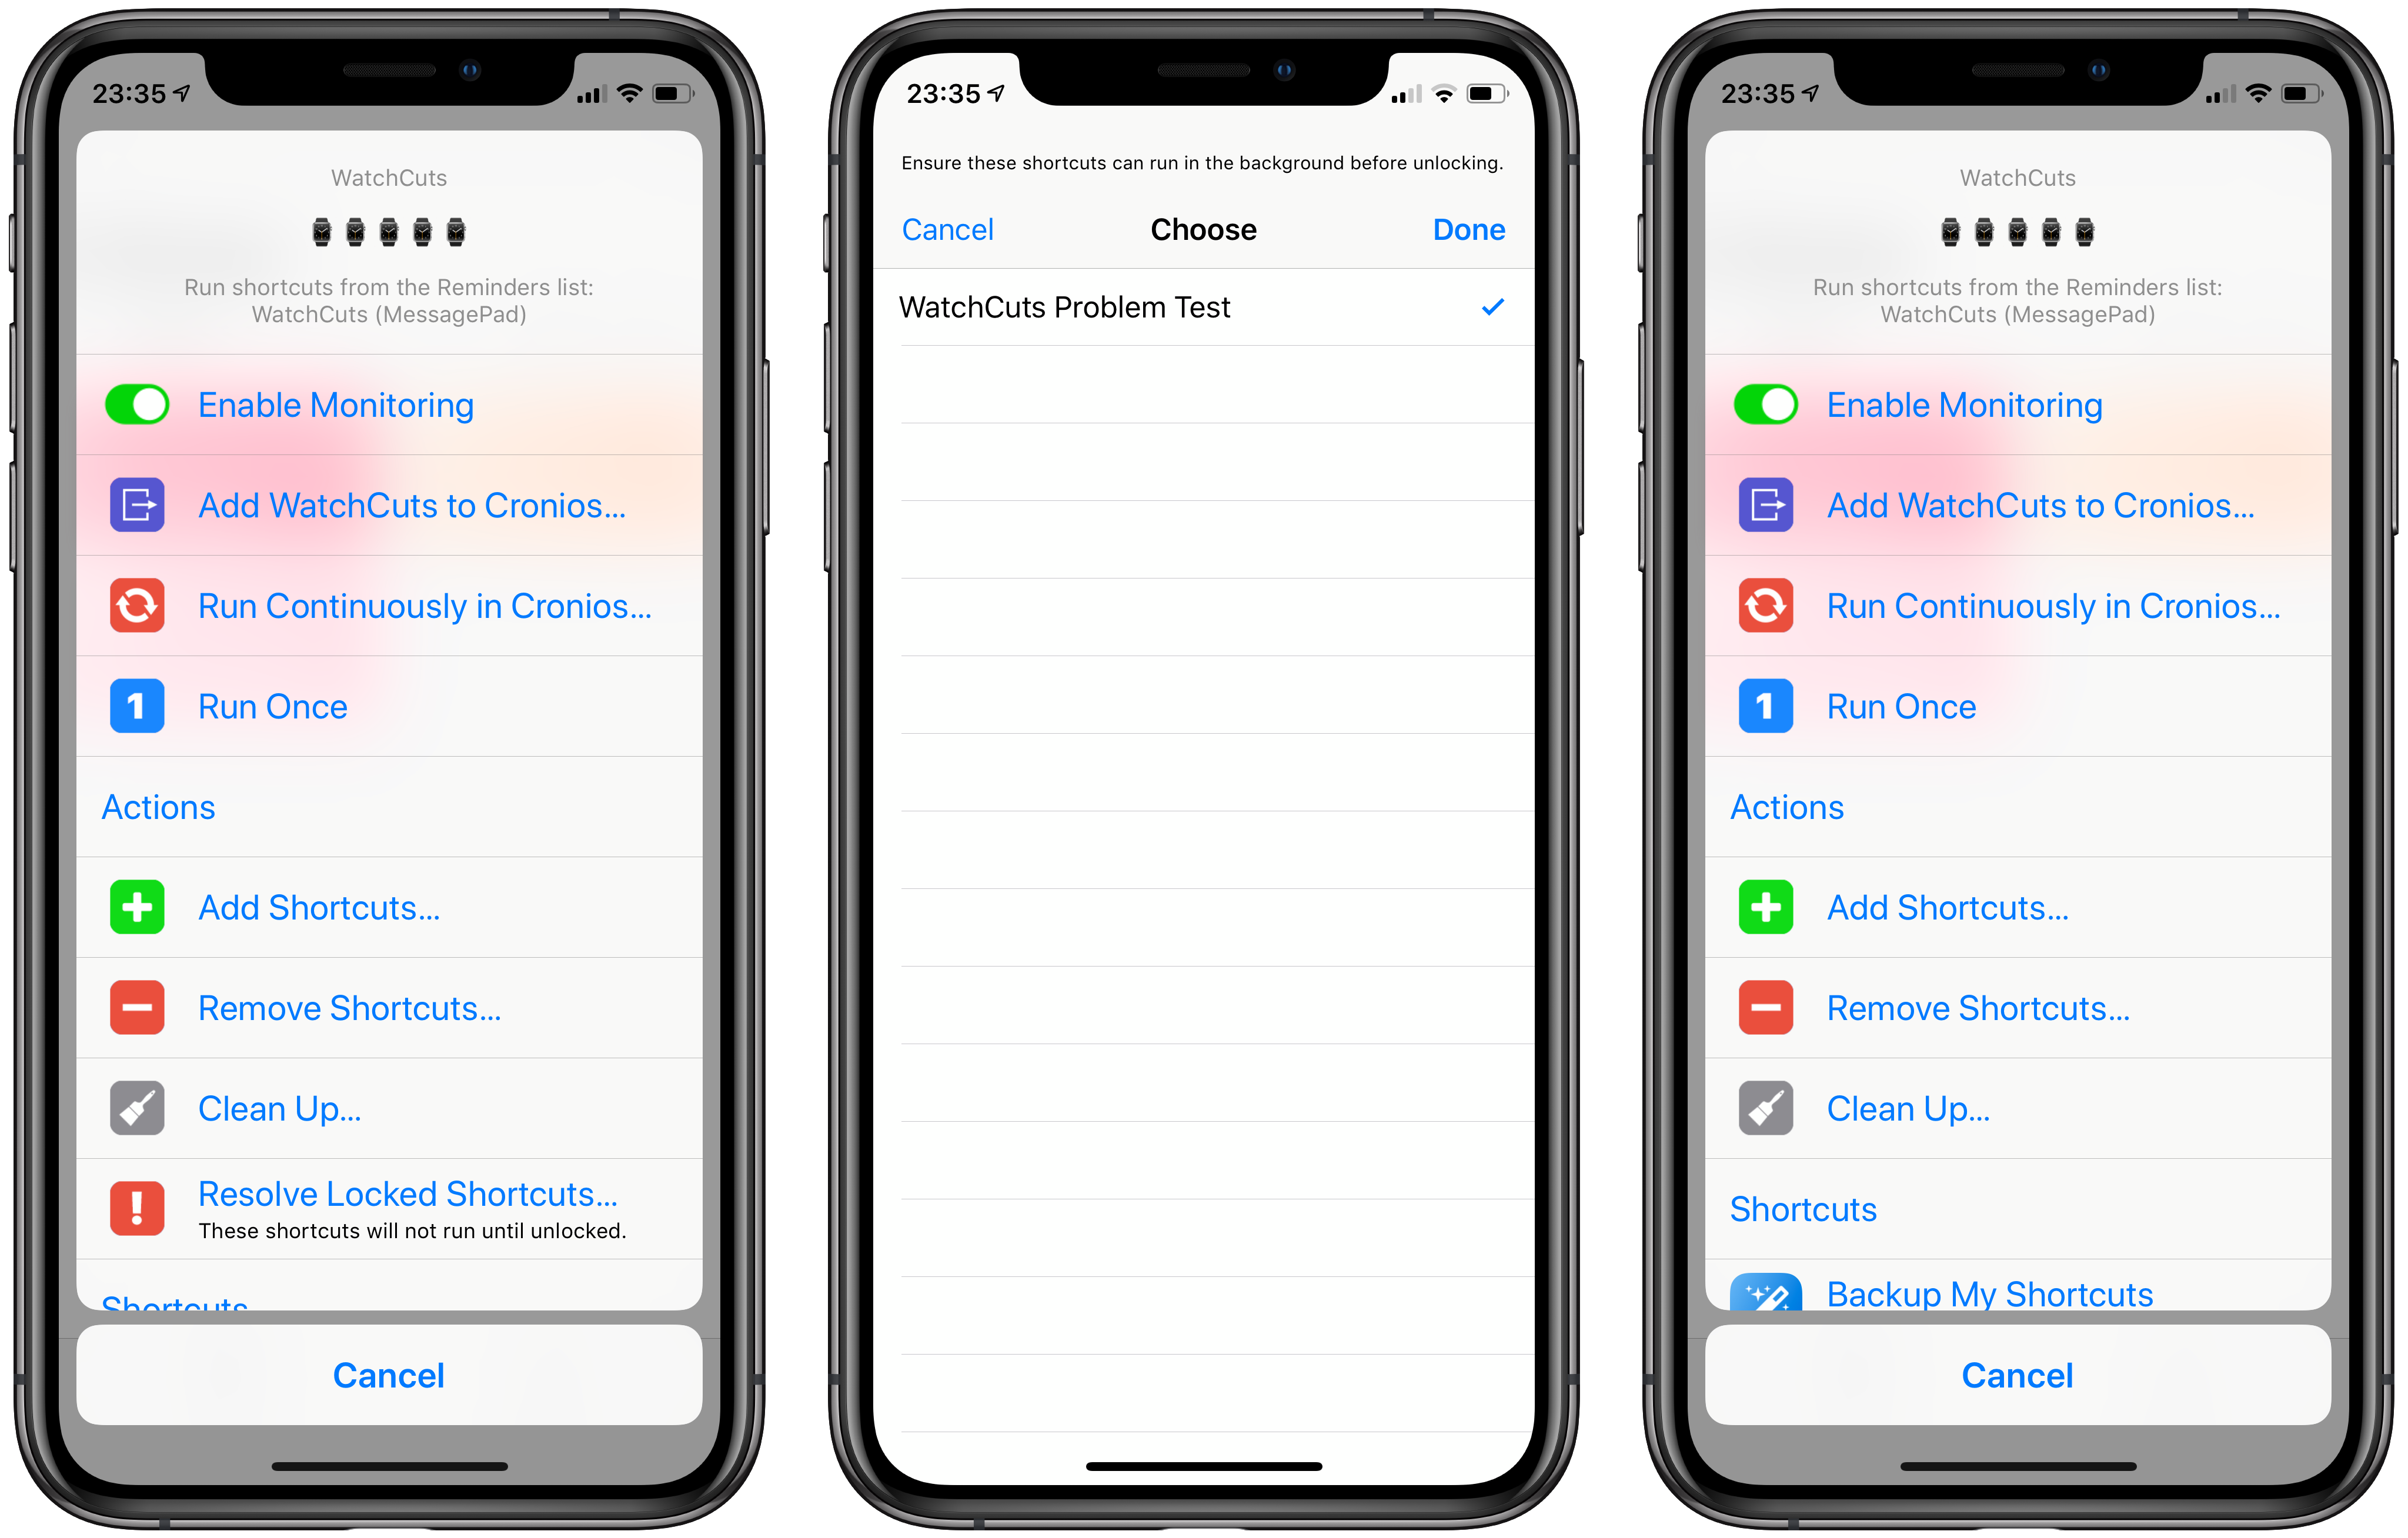 23:35
WatchCuts
Run shortcuts from the Reminders list:
WatchCuts (MessagePad)
Enable Monitoring
Add WatchCuts to Cronios...
Run Continuously in Cronios...
1 Run Once
Actions
Add Shortcuts...
Remove Shortcuts...
Clean Up...
! Resolve Locked Shortcuts...
These shortcuts will not run until unlocked.
Shortcuts
Cancel
23:35
Ensure these shortcuts can run in the background before unlocking.
Cancel Choose Done
WatchCuts Problem Test
23:35
WatchCuts
Run shortcuts from the Reminders list:
WatchCuts (MessagePad)
Enable Monitoring
Add WatchCuts to Cronios...
Run Continuously in Cronios...
1 Run Once
Actions
Add Shortcuts...
Remove Shortcuts...
Clean Up...
Shortcuts
Backup My Shortcuts
Cancel